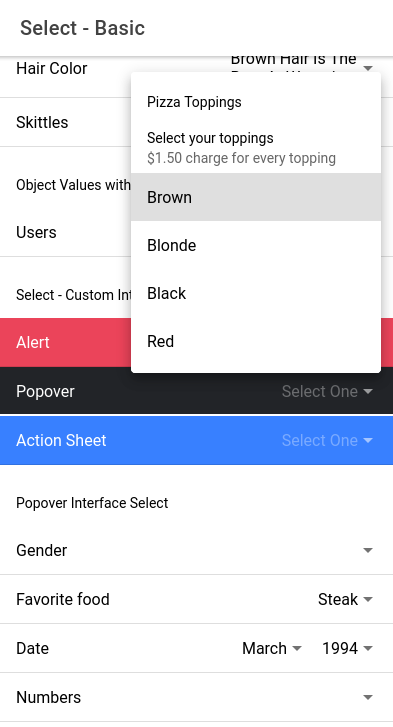 Select - Basic
Hair Color
Brown Hair Is The
Pizza Toppings
Skittles
Select your toppings
$1.50 charge for every topping
Object Values with
Brown
Users
Blonde
Select - Custom Int
Black
Alert
Red
Popover
Select One
Action Sheet
Select One
Popover Interface Select
Gender
Favorite food
Steak
Date
March
1994
Numbers